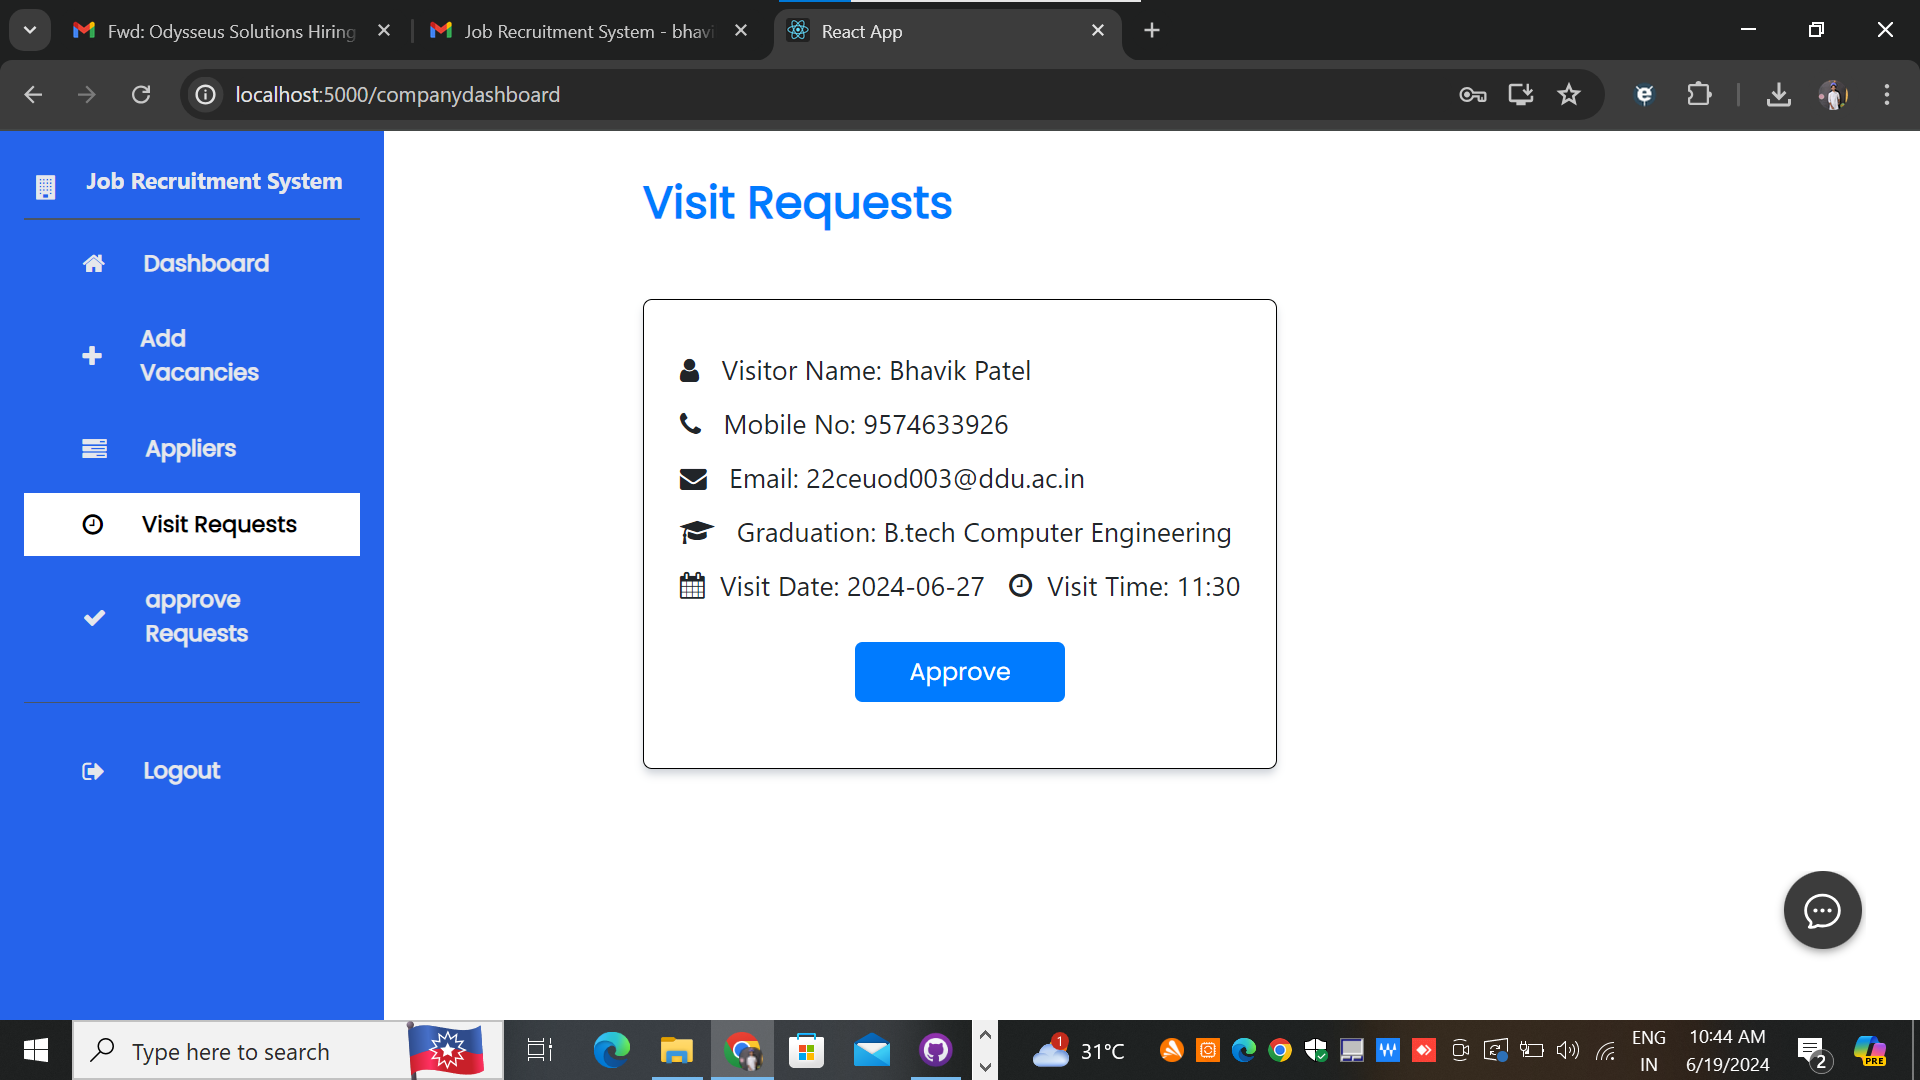 Fwd: Odysseus Solutions Hiring
Job Recruitment System - bhavi
React App
localhost:5000/companydashboard
Job Recruitment System
Dashboard
Add
Vacancies
Appliers
Visit Requests
approve
Requests
Logout
Visit Requests
Visitor Name: Bhavik Patel
Mobile No: 9574633926
Email: 22ceuod003@ddu.ac.in
Graduation: B.tech Computer Engineering
Visit Date: 2024-06-27 Visit Time: 11:30
Approve
Type here to search
1
31°C
ENG
IN
10:44 AM
6/19/2024
2
PRE